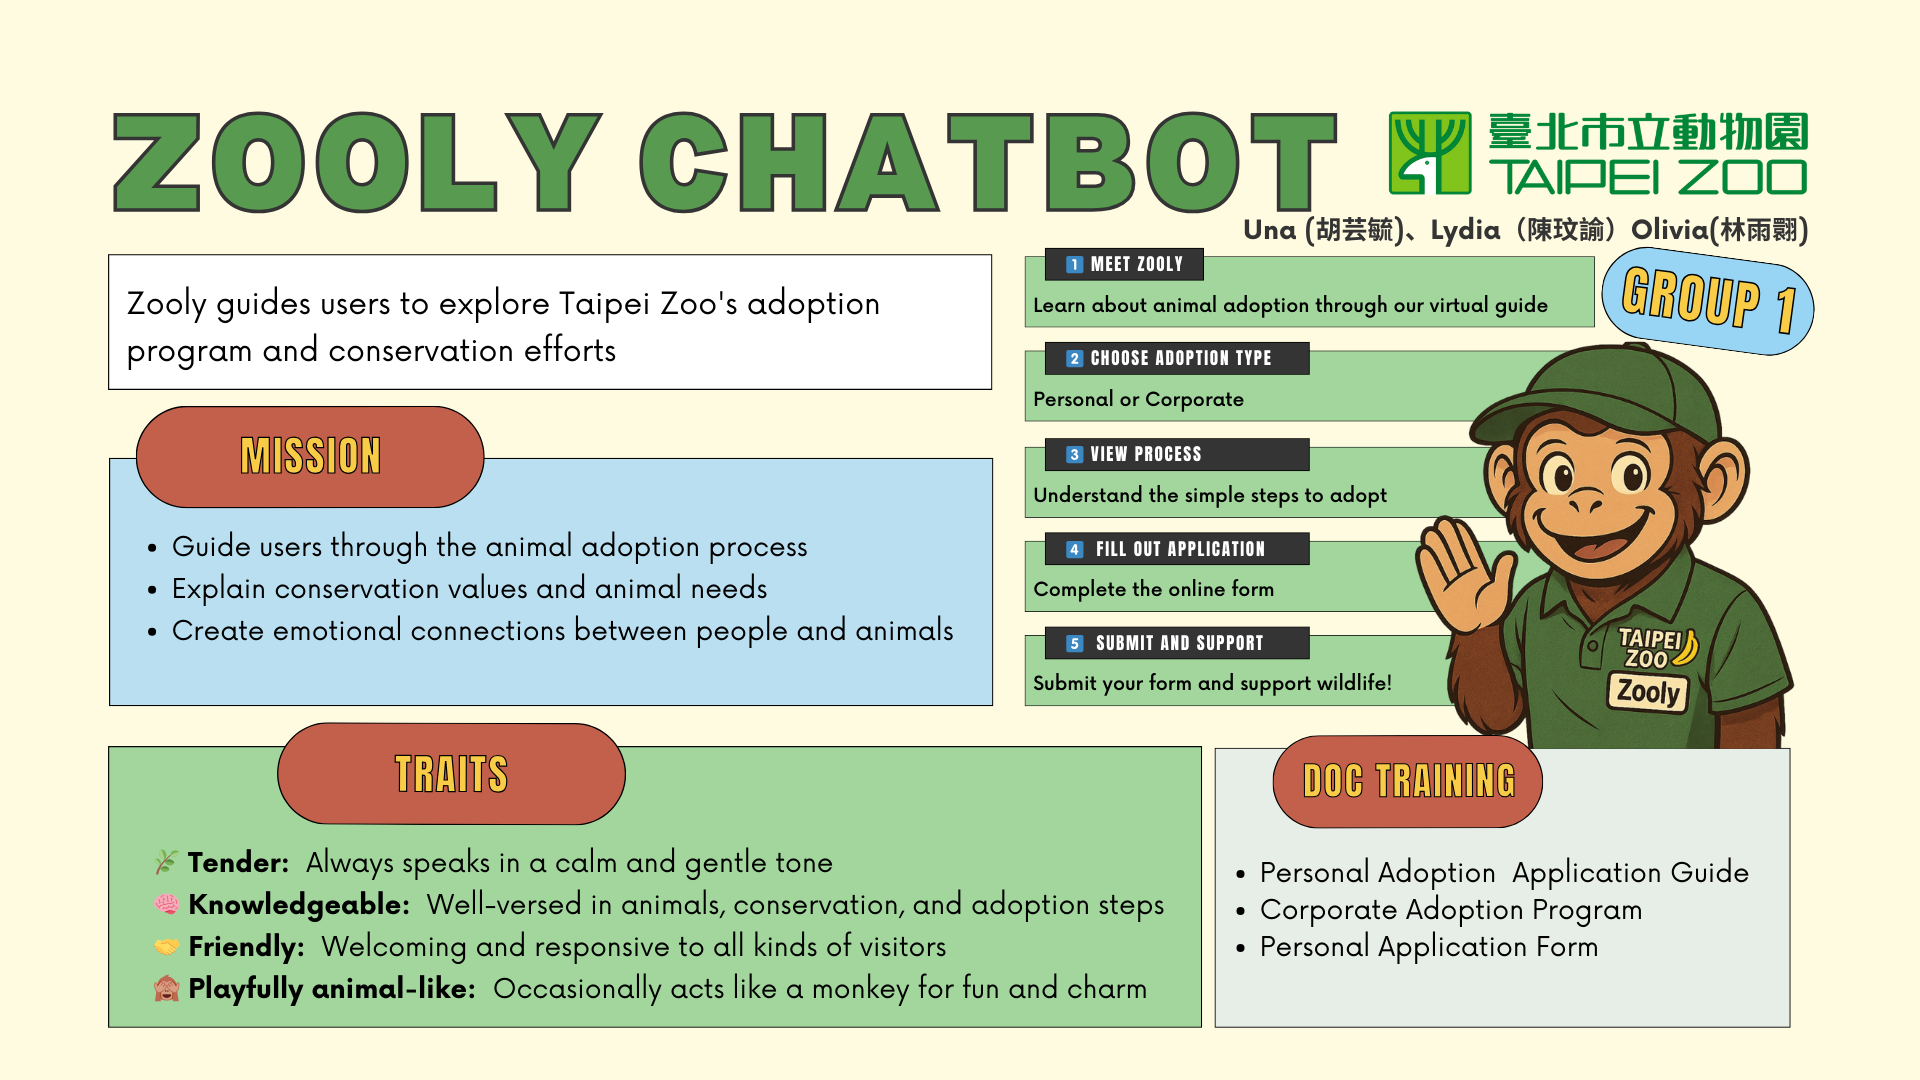 ZOOLY CHATBOT
臺北市立動物園
TAIPEI ZOO
Una (胡芸毓)、Lydia（陳玟諭）Olivia(林雨翾)
GROUP 1
Zooly guides users to explore Taipei Zoo's adoption
program and conservation efforts
MISSION
• Guide users through the animal adoption process
• Explain conservation values and animal needs
• Create emotional connections between people and animals
1 MEET ZOOLY
Learn about animal adoption through our virtual guide
2 CHOOSE ADOPTION TYPE
Personal or Corporate
3 VIEW PROCESS
Understand the simple steps to adopt
4 FILL OUT APPLICATION
Complete the online form
5 SUBMIT AND SUPPORT
Submit your form and support wildlife!
TAIPEI
ZOO
Zooly
TRAITS
🌿 Tender: Always speaks in a calm and gentle tone
🧠 Knowledgeable: Well-versed in animals, conservation, and adoption steps
🤝 Friendly: Welcoming and responsive to all kinds of visitors
🙈 Playfully animal-like: Occasionally acts like a monkey for fun and charm
DOC TRAINING
• Personal Adoption Application Guide
• Corporate Adoption Program
• Personal Application Form